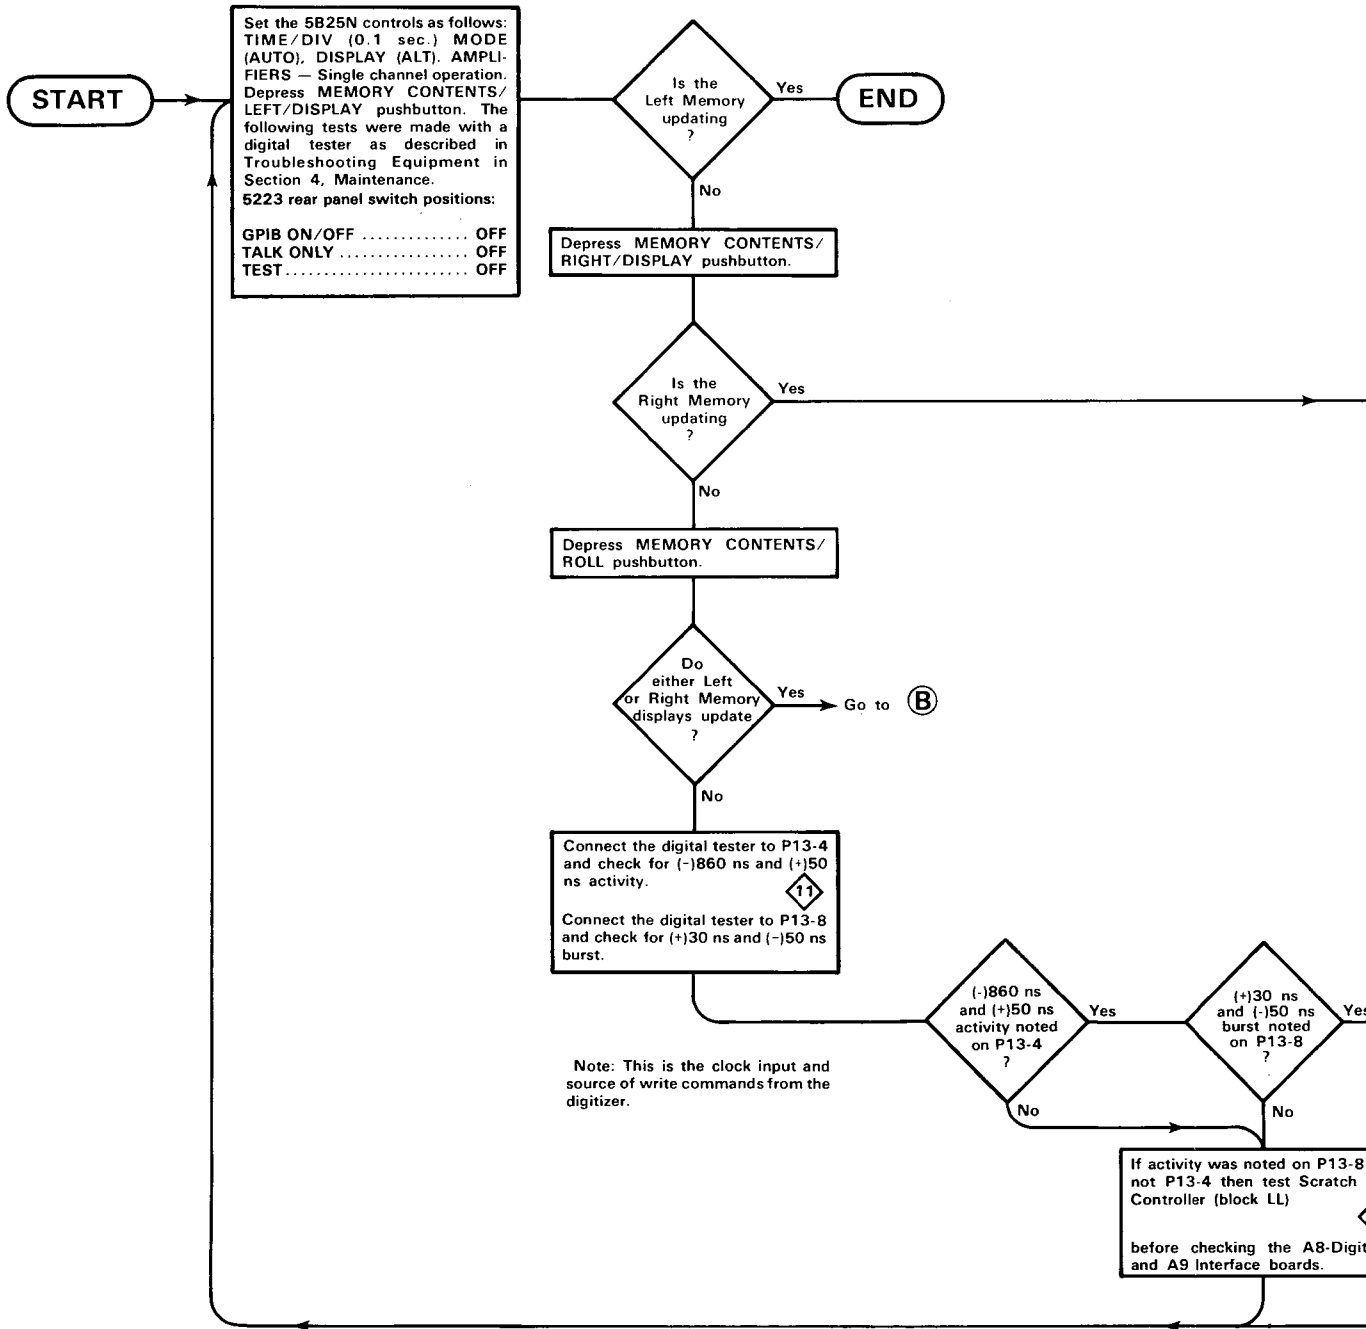 START
Set the 5B25N controls as follows:
TIME/DIV (0.1 sec.) MODE
(AUTO), DISPLAY (ALT). AMPLI-
FIERS — Single channel operation.
Depress MEMORY CONTENTS/
LEFT/DISPLAY pushbutton. The
following tests were made with a
digital tester as described in
Troubleshooting Equipment in
Section 4, Maintenance.
5223 rear panel switch positions:
GPIB ON/OFF .............. OFF
TALK ONLY ................. OFF
TEST........................ OFF
Is the
Left Memory
updating
?
Yes
END
No
Depress MEMORY CONTENTS/
RIGHT/DISPLAY pushbutton.
Is the
Right Memory
updating
?
Yes
No
Depress MEMORY CONTENTS/
ROLL pushbutton.
Do
either Left
or Right Memory
displays update
?
Yes
Go to B
No
Connect the digital tester to P13-4
and check for (-)860 ns and (+)50
ns activity.
11
Connect the digital tester to P13-8
and check for (+)30 ns and (-)50 ns
burst.
Note: This is the clock input and
source of write commands from the
digitizer.
(-)860 ns
and (+)50 ns
activity noted
on P13-4
?
Yes
No
(+)30 ns
and (-)50 ns
burst noted
on P13-8
?
Yes
No
If activity was noted on P13-8
not P13-4 then test Scratch
Controller (block LL)
before checking the A8-Digit
and A9 Interface boards.